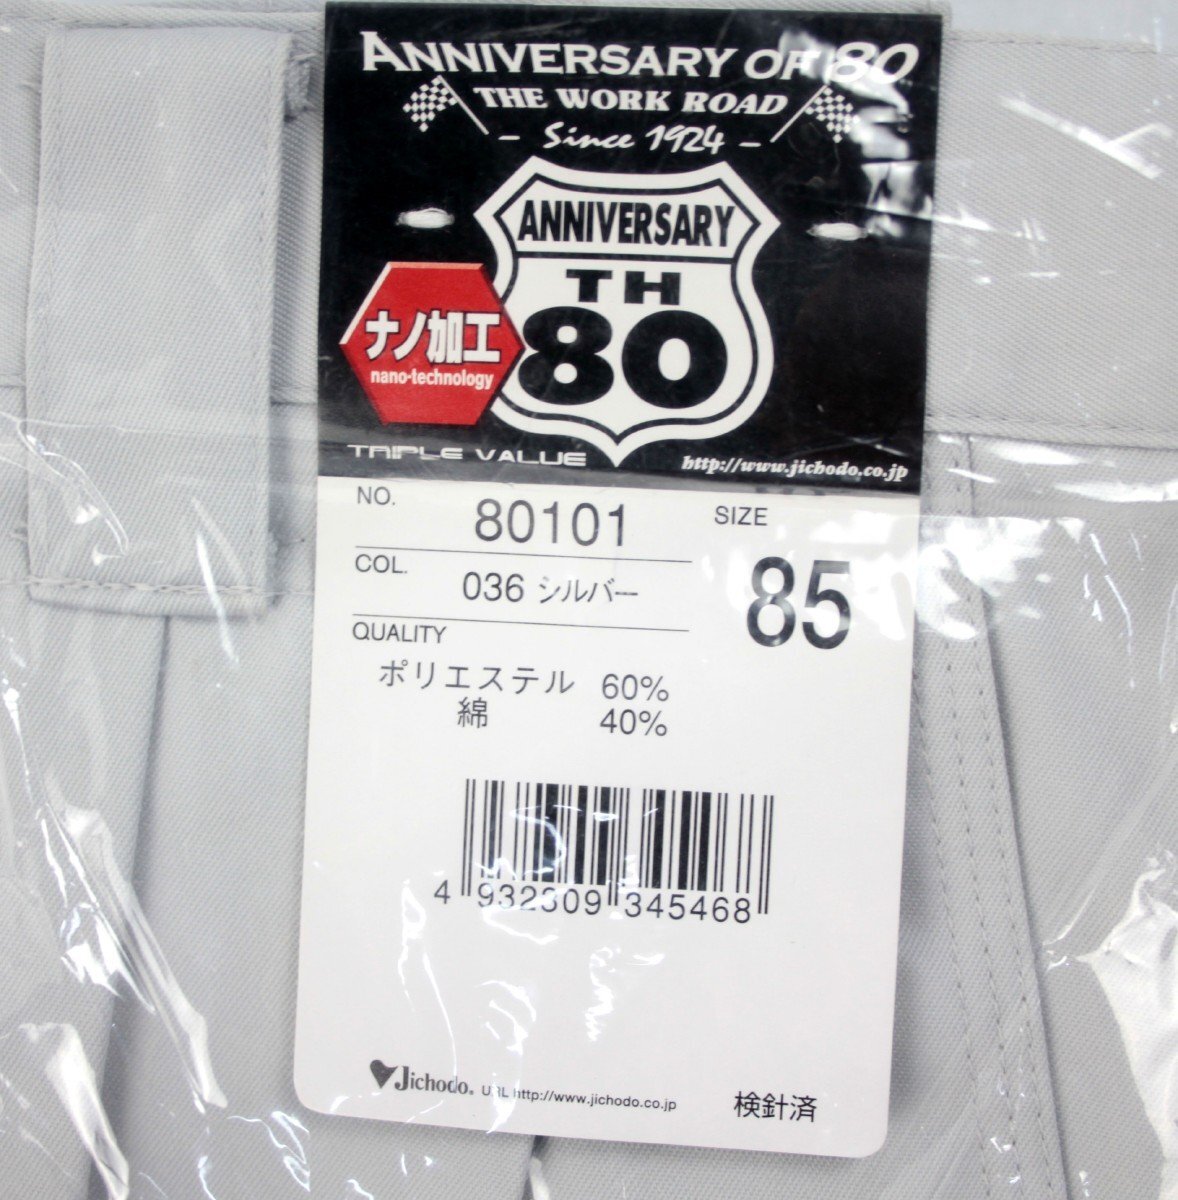 ANNIVERSARY OF 80
THE WORK ROAD
- Since 1924 -
ANNIVERSARY
TH
80
ナノ加工
nano-technology
TRIPLE VALUE
http://www.jichodo.co.jp
NO. 80101
SIZE
85
COL. 036 シルバー
QUALITY
ポリエステル 60%
綿 40%
4 932309 345468
Jichodo. URL http://www.jichodo.co.jp
検針済